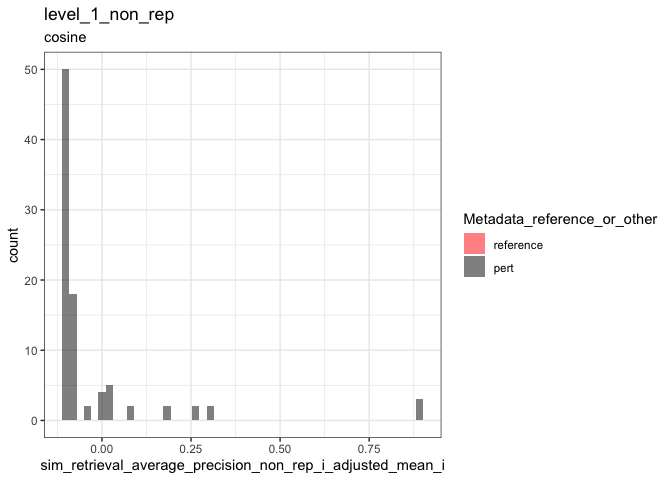 level_1_non_rep
cosine
50
40
30
20
10
0
count
0.00 0.25 0.50 0.75
sim_retrieval_average_precision_non_rep_i_adjusted_mean_i
Metadata_reference_or_other
reference
pert